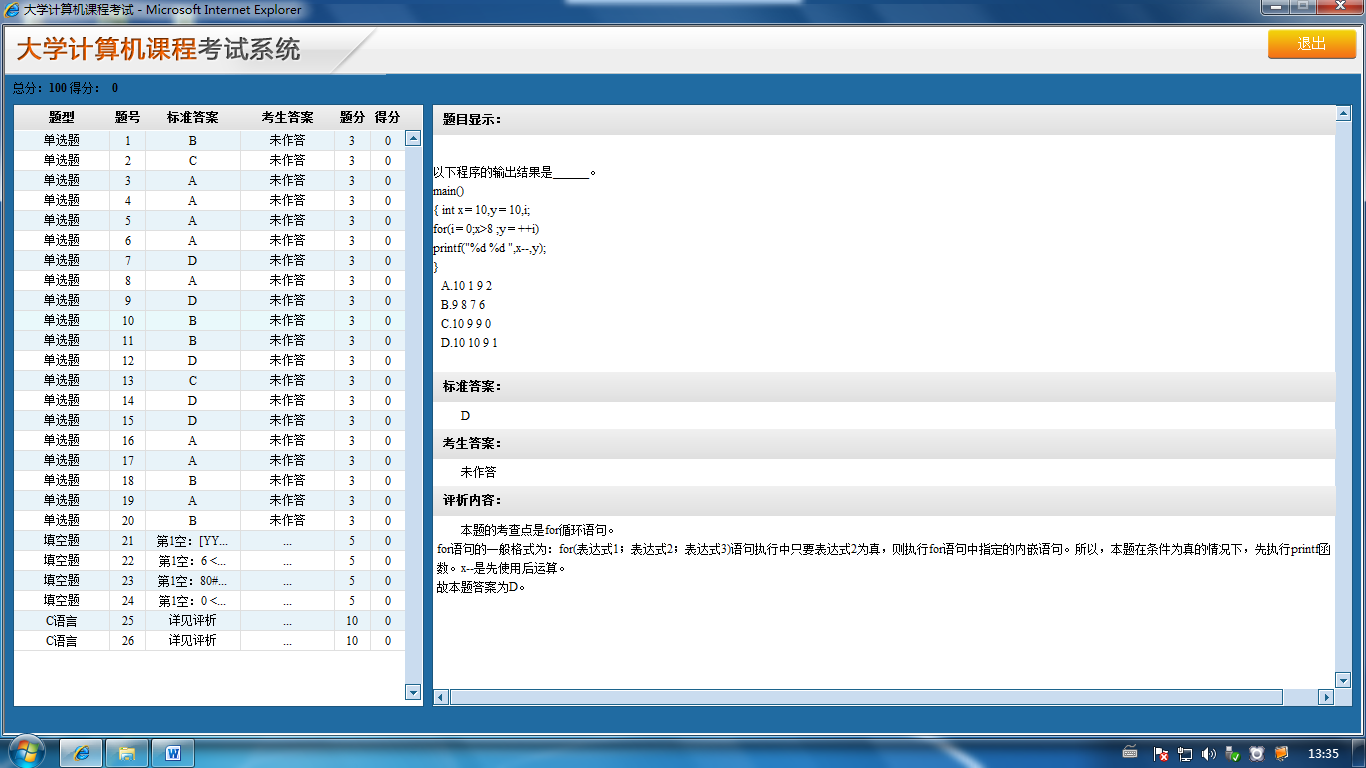 大学计算机课程考试 - Microsoft Internet Explorer
大学计算机课程考试系统
退出
总分：100 得分： 0
题型 题号 标准答案 考生答案 题分 得分
单选题 1 B 未作答 3 0
单选题 2 C 未作答 3 0
单选题 3 A 未作答 3 0
单选题 4 A 未作答 3 0
单选题 5 A 未作答 3 0
单选题 6 A 未作答 3 0
单选题 7 D 未作答 3 0
单选题 8 A 未作答 3 0
单选题 9 D 未作答 3 0
单选题 10 B 未作答 3 0
单选题 11 B 未作答 3 0
单选题 12 D 未作答 3 0
单选题 13 C 未作答 3 0
单选题 14 D 未作答 3 0
单选题 15 D 未作答 3 0
单选题 16 A 未作答 3 0
单选题 17 A 未作答 3 0
单选题 18 B 未作答 3 0
单选题 19 A 未作答 3 0
单选题 20 B 未作答 3 0
填空题 21 第1空：[YY... ... 5 0
填空题 22 第1空：6 <... ... 5 0
填空题 23 第1空：80#... ... 5 0
填空题 24 第1空：0 <... ... 5 0
C语言 25 详见评析 ... 10 0
C语言 26 详见评析 ... 10 0
题目显示：
以下程序的输出结果是______。
main()
{ int x = 10,y = 10,i;
for(i = 0;x>8 ;y = ++i)
printf("%d %d ",x--,y);
}
A.10 1 9 2
B.9 8 7 6
C.10 9 9 0
D.10 10 9 1
标准答案：
D
考生答案：
未作答
评析内容：
本题的考查点是for循环语句。
for语句的一般格式为：for(表达式1；表达式2；表达式3)语句执行中只要表达式2为真，则执行for语句中指定的内嵌语句。所以，本题在条件为真的情况下，先执行printf函
数。x--是先使用后运算。
故本题答案为D。
13:35